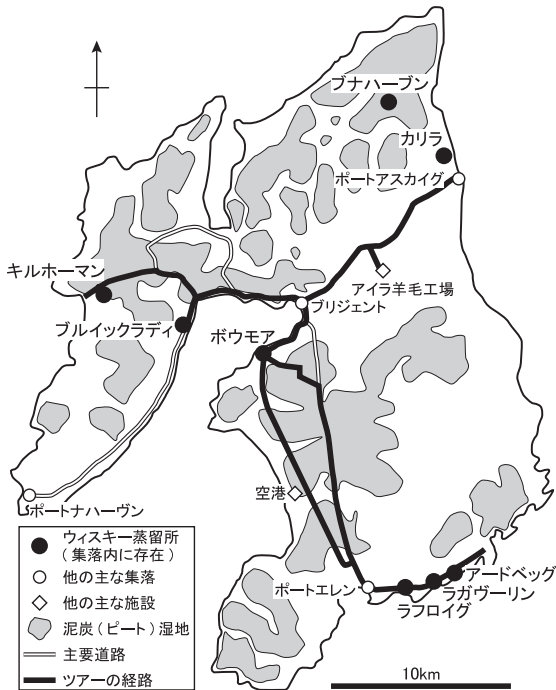 ブナハーブン
カリラ
ポートアスカイグ
キルホーマン
アイラ羊毛工場
ブリジェント
ブルイックラディ
ボウモア
空港
ポートナハーヴン
ポートエレン
アードベッグ
ラガヴーリン
ラフロイグ
ウィスキー蒸留所
(集落内に存在)
他の主な集落
他の主な施設
泥炭(ピート)湿地
主要道路
ツアーの経路
10km